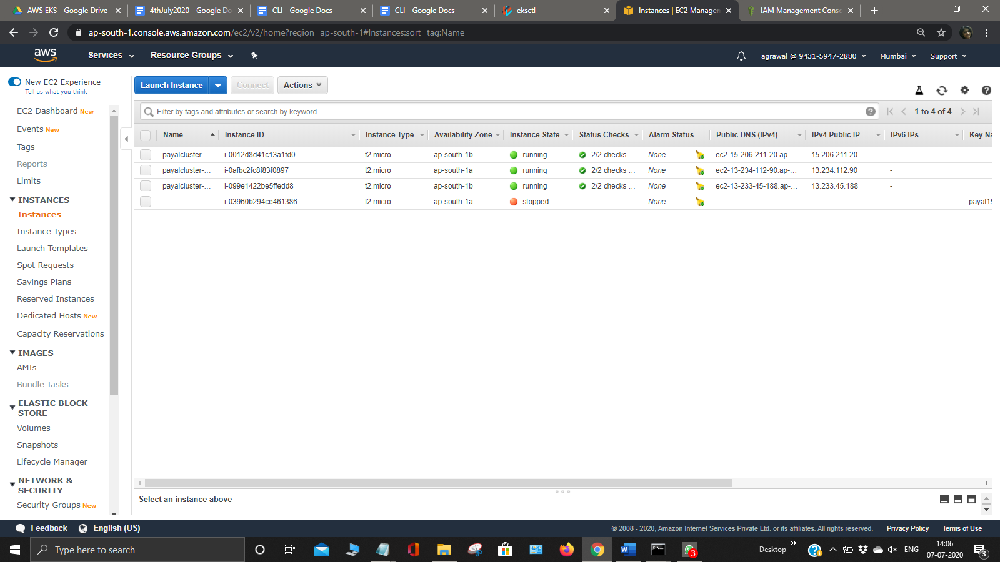 AWS EKS - Google Drive
4thJuly2020 - Google Do
CLI - Google Docs
CLI - Google Docs
eksctl
Instances | EC2 Managen
IAM Management Conso
ap-south-1.console.aws.amazon.com/ec2/v2/home?region=ap-south-1#Instances:sort=tag:Name
aws
Services
Resource Groups
agrawal @ 9431-5947-2880
Mumbai
Support
New EC2 Experience
Tell us what you think
EC2 Dashboard New
Events New
Tags
Reports
Limits
INSTANCES
Instances
Instance Types
Launch Templates
Spot Requests
Savings Plans
Reserved Instances
Dedicated Hosts New
Capacity Reservations
IMAGES
AMIs
Bundle Tasks
ELASTIC BLOCK
STORE
Volumes
Snapshots
Lifecycle Manager
NETWORK &
SECURITY
Security Groups New
Launch Instance
Connect
Actions
Filter by tags and attributes or search by keyword
1 to 4 of 4
Name Instance ID Instance Type Availability Zone Instance State Status Checks Alarm Status Public DNS (IPv4) IPv4 Public IP IPv6 IPs Key Na
payalcluster-... i-0012d8d41c13a1fd0 t2.micro ap-south-1b running 2/2 checks ... None ec2-15-206-211-20.ap-... 15.206.211.20 -
payalcluster-... i-0afbc2fc8f83f0897 t2.micro ap-south-1a running 2/2 checks ... None ec2-13-234-112-90.ap-... 13.234.112.90 -
payalcluster-... i-099e1422be5ffedd8 t2.micro ap-south-1b running 2/2 checks ... None ec2-13-233-45-188.ap-... 13.233.45.188 -
i-03960b294ce461386 t2.micro ap-south-1a stopped None - - payal15
Select an instance above
Feedback
English (US)
© 2008 - 2020, Amazon Internet Services Private Ltd. or its affiliates. All rights reserved.
Privacy Policy
Terms of Use
Type here to search
3
Desktop
ENG
14:06
07-07-2020
3